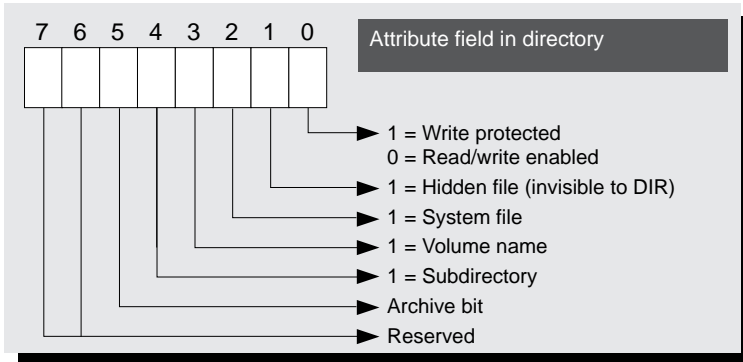 7 6 5 4 3 2 1 0
Attribute field in directory
1 = Write protected
0 = Read/write enabled
1 = Hidden file (invisible to DIR)
1 = System file
1 = Volume name
1 = Subdirectory
Archive bit
Reserved